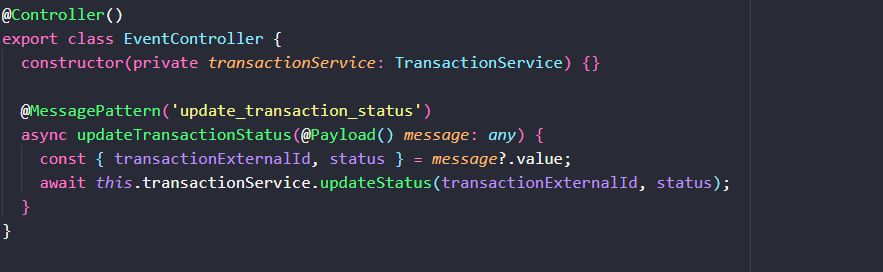 @Controller()
export class EventController {
constructor(private transactionService: TransactionService) {}
@MessagePattern('update_transaction_status')
async updateTransactionStatus(@Payload() message: any) {
const { transactionExternalId, status } = message?.value;
await this.transactionService.updateStatus(transactionExternalId, status);
}
}